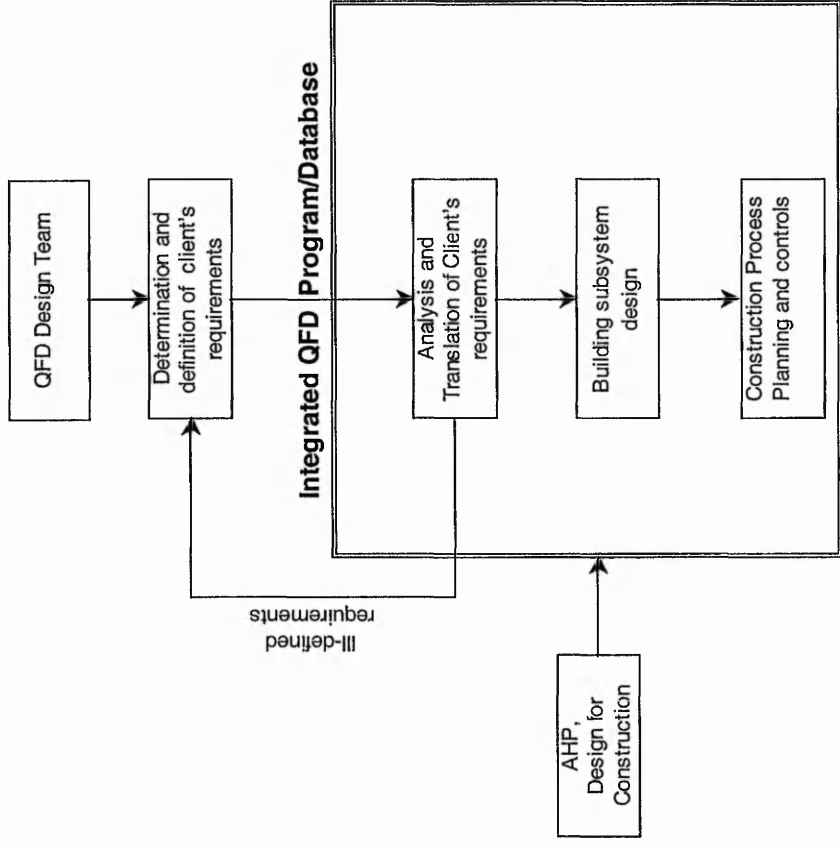 QFD Design Team
Determination and
definition of client's
requirements
Integrated QFD Program/Database
Analysis and
Translation of Client's
requirements
Building subsystem
design
Construction Process
Planning and controls
Ill-defined
requirements
AHP,
Design for
Construction